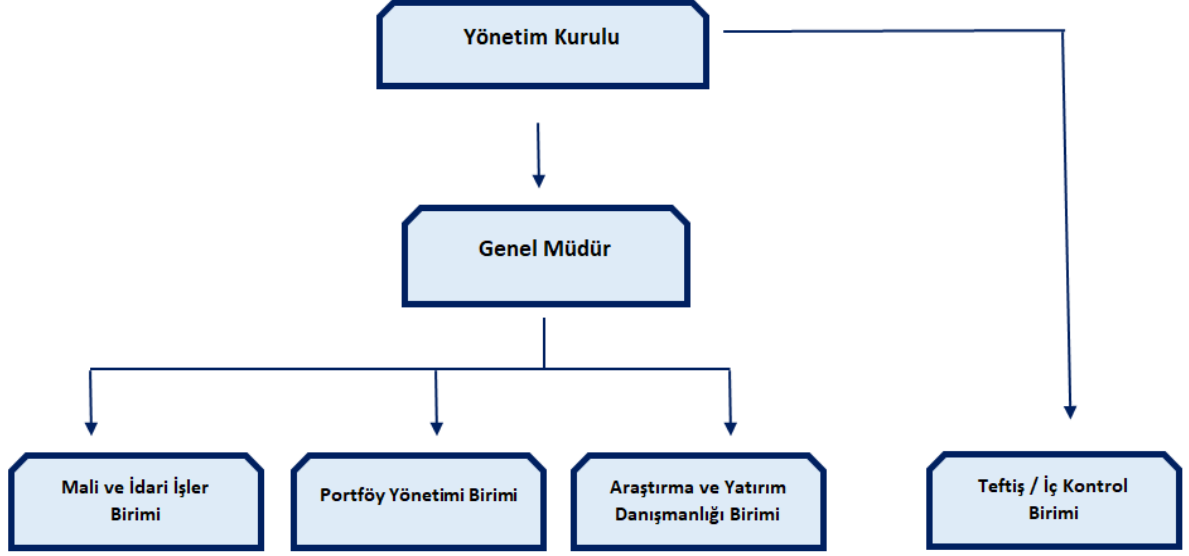 Yönetim Kurulu
Genel Müdür
Mali ve İdari İşler
Birimi
Portföy Yönetimi Birimi
Araştırma ve Yatırım
Danışmanlığı Birimi
Teftiş / İç Kontrol
Birimi